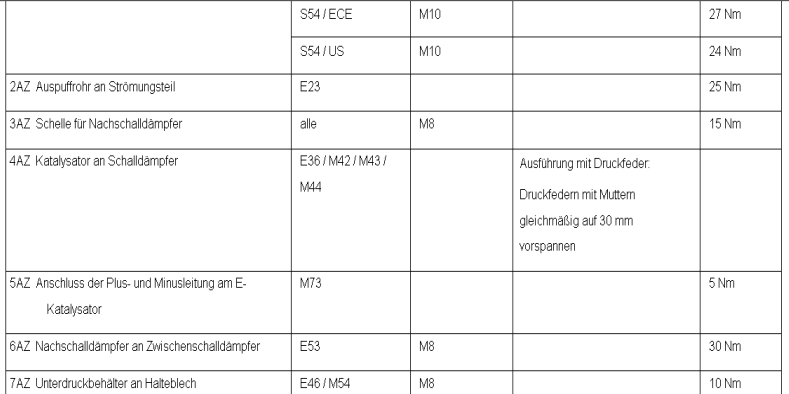 S54 / ECE M10 27 Nm
S54 / US M10 24 Nm
2AZ Auspuffrohr an Strömungsteil E23 25 Nm
3AZ Schelle für Nachschalldämpfer alle M8 15 Nm
4AZ Katalysator an Schalldämpfer E36 / M42 / M43 / Ausführung mit Druckfeder:
M44 Druckfedern mit Muttern
gleichmäßig auf 30 mm
vorspannen
5AZ Anschluss der Plus- und Minusleitung am E- M73 5 Nm
Katalysator
6AZ Nachschalldämpfer an Zwischenschalldämpfer E53 M8 30 Nm
7AZ Unterdruckbehälter an Halteblech E46 / M54 M8 10 Nm